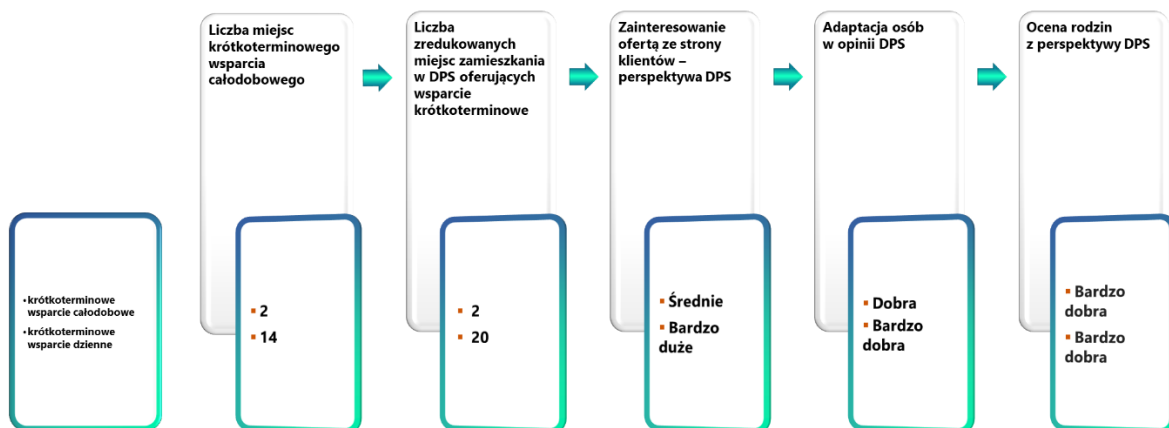 Liczba miejsc
krótkoterminowego
wsparcia
całodobowego
Liczba
zredukowanych
miejsc zamieszkania
w DPS oferujących
wsparcie
krótkoterminowe
Zainteresowanie
ofertą ze strony
klientów –
perspektywa DPS
Adaptacja osób
w opinii DPS
Ocena rodzin
z perspektywy DPS
•krótkoterminowe
wsparcie całodobowe
•krótkoterminowe
wsparcie dzienne
▪ 2
▪ 14
▪ 2
▪ 20
▪ Średnie
▪ Bardzo
duże
▪ Dobra
▪ Bardzo
dobra
▪ Bardzo
dobra
▪ Bardzo
dobra